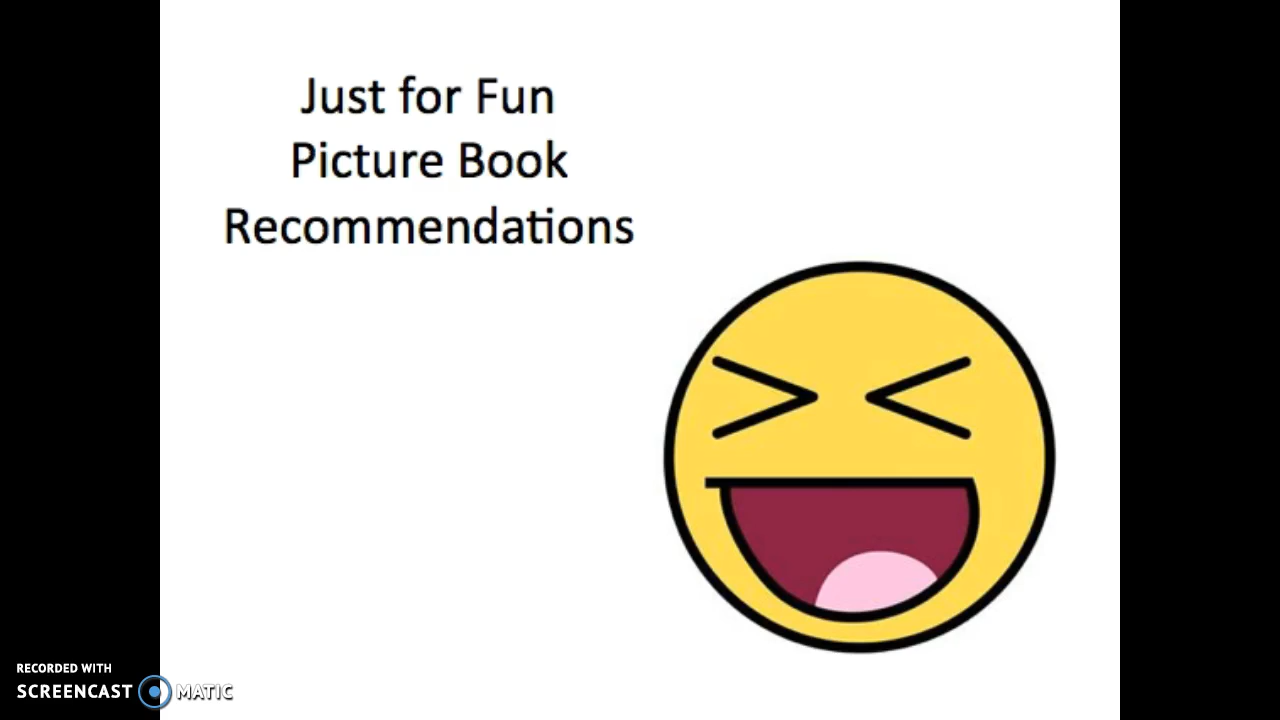 Just for Fun
Picture Book
Recommendations
RECORDED WITH
SCREENCAST MATIC